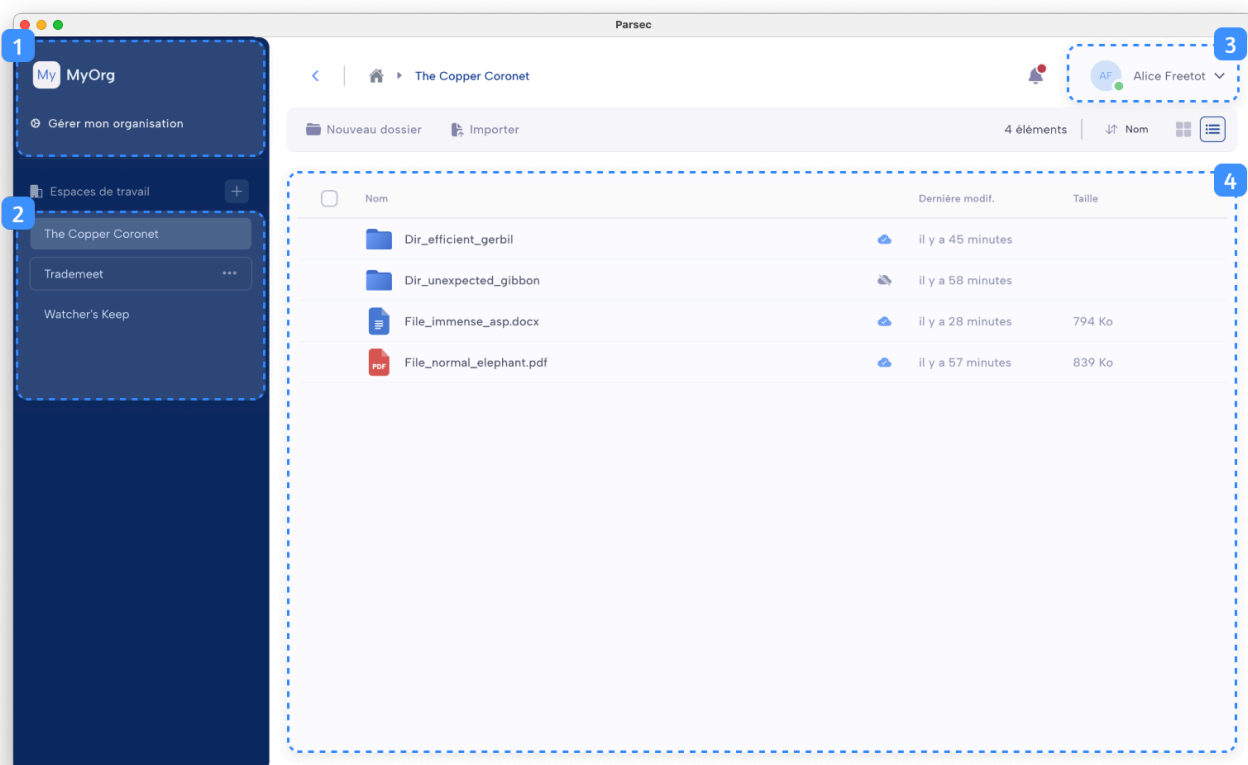 Parsec
1
My MyOrg
Gérer mon organisation
Espaces de travail +
2
The Copper Coronet
Trademeet ...
Watcher's Keep
The Copper Coronet
3
AF Alice Freetot
Nouveau dossier Importer 4 éléments Nom
4
Nom Dernière modif. Taille
Dir_efficient_gerbil il y a 45 minutes
Dir_unexpected_gibbon il y a 58 minutes
File_immense_asp.docx il y a 28 minutes 794 Ko
PDF File_normal_elephant.pdf il y a 57 minutes 839 Ko